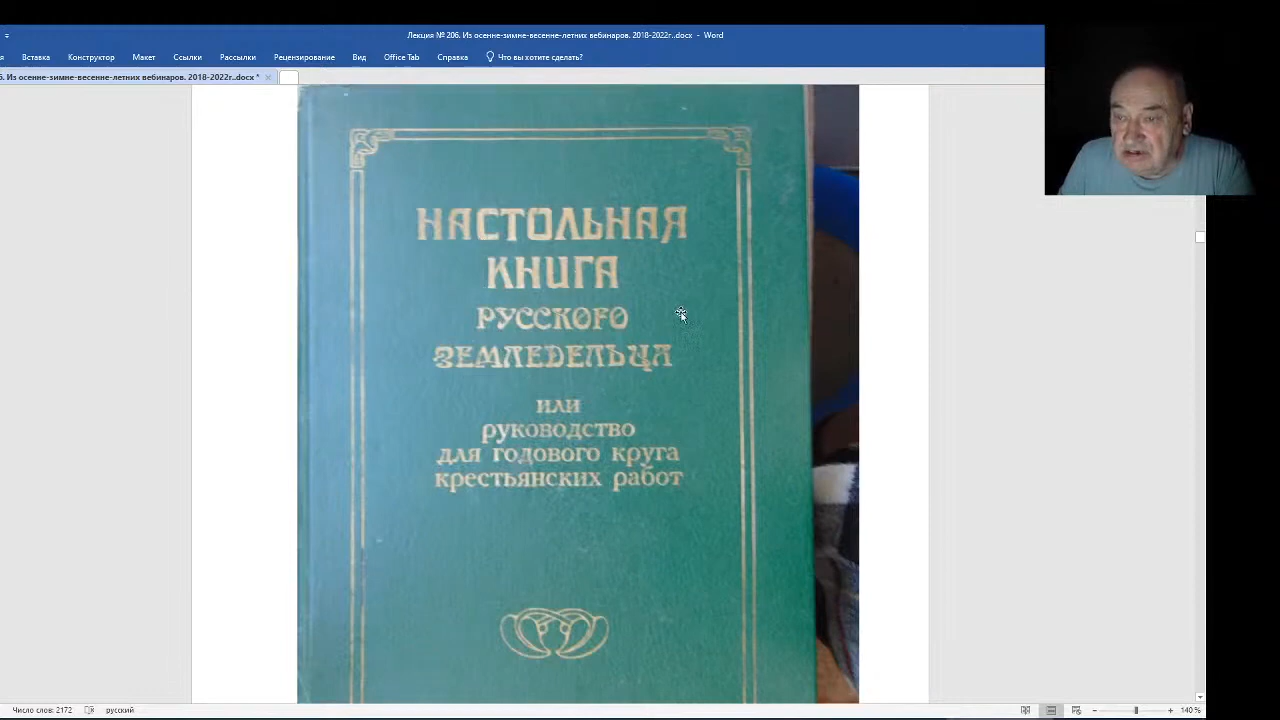 Лекция № 206. Из осенне-зимне-весенне-летних вебинаров. 2018-2022г..docx - Word
Вставка Конструктор Макет Ссылки Рассылки Рецензирование Вид Office Tab Справка Что вы хотите сделать?
6. Из осенне-зимне-весенне-летних вебинаров. 2018-2022г..docx *
НАСТОЛЬНАЯ
КНИГА
РУССКОГО
ЗЕМЛЕДЕЛЬЦА
или
руководство
для годового круга
крестьянских работ
Число слов: 2172 русский 140 %